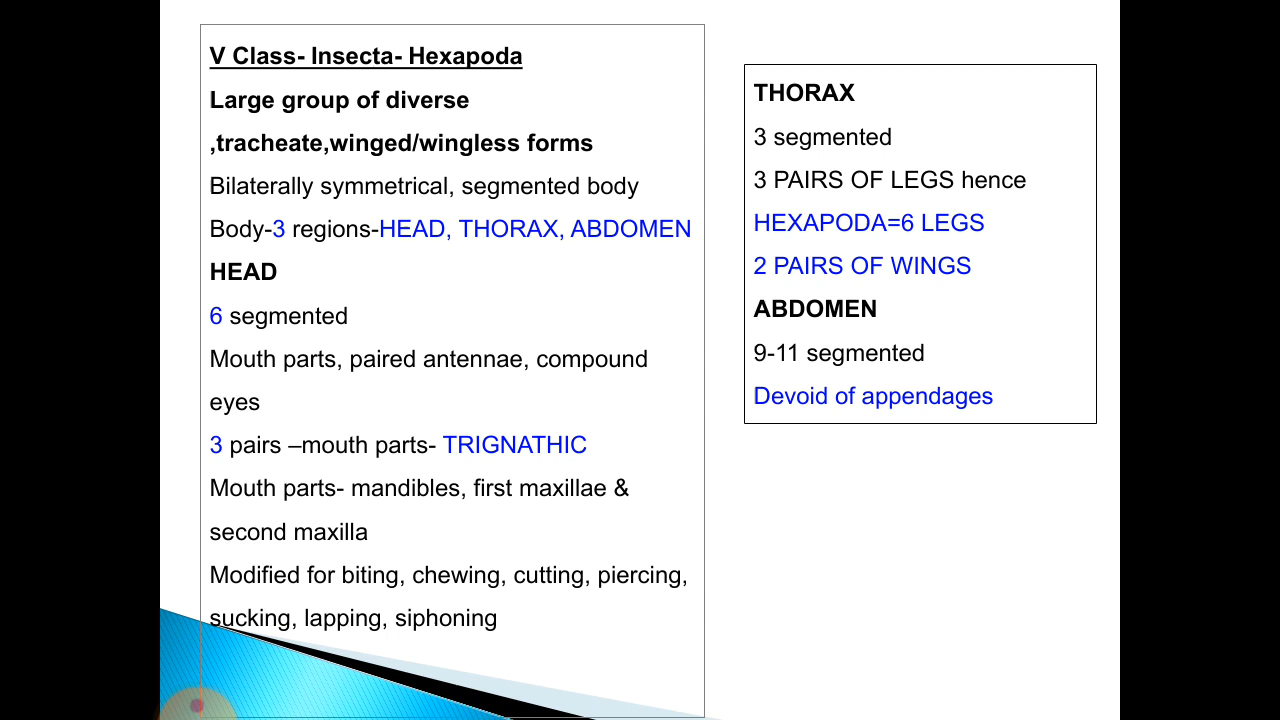 V Class- Insecta- Hexapoda
Large group of diverse
,tracheate,winged/wingless forms
Bilaterally symmetrical, segmented body
Body-3 regions-HEAD, THORAX, ABDOMEN
HEAD
6 segmented
Mouth parts, paired antennae, compound
eyes
3 pairs –mouth parts- TRIGNATHIC
Mouth parts- mandibles, first maxillae &
second maxilla
Modified for biting, chewing, cutting, piercing,
sucking, lapping, siphoning
THORAX
3 segmented
3 PAIRS OF LEGS hence
HEXAPODA=6 LEGS
2 PAIRS OF WINGS
ABDOMEN
9-11 segmented
Devoid of appendages